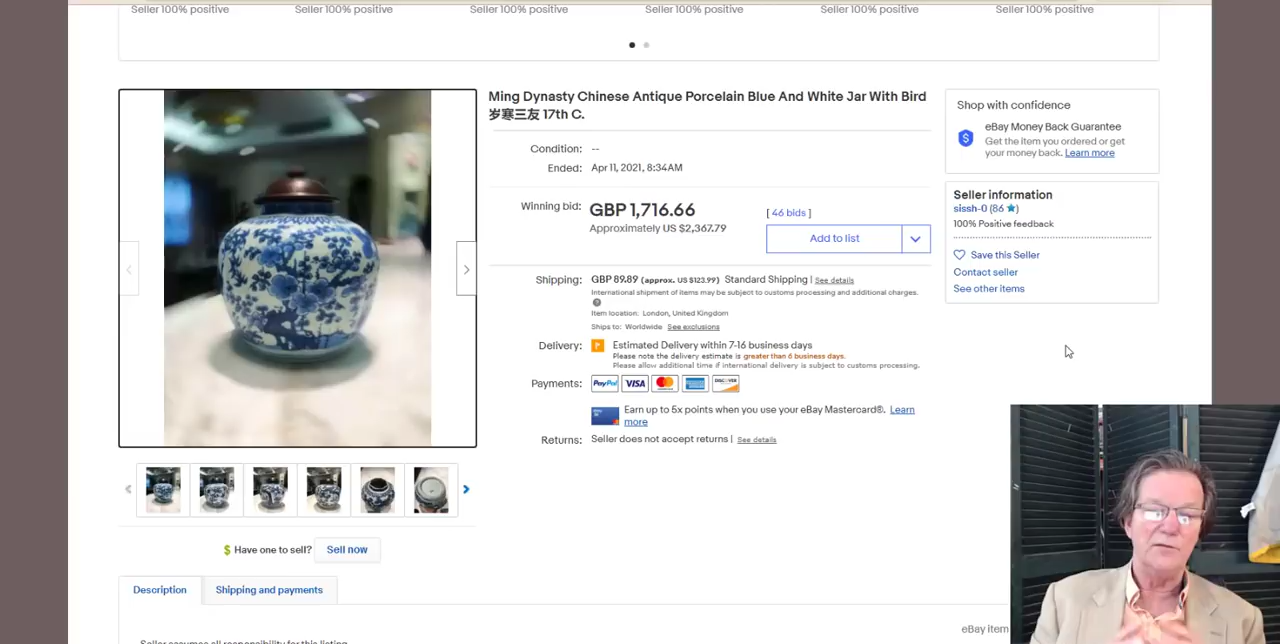 Seller 100% positive
Seller 100% positive
Seller 100% positive
Seller 100% positive
Seller 100% positive
Seller 100% positive
Ming Dynasty Chinese Antique Porcelain Blue And White Jar With Bird
岁寒三友 17th C.
Condition: --
Ended: Apr 11, 2021, 8:34AM
Winning bid: GBP 1,716.66 [ 46 bids ]
Approximately US $2,367.79
Add to list
Shipping: GBP 89.89 (approx. US $123.99) Standard Shipping | See details
International shipment of items may be subject to customs processing and additional charges.
Item location: London, United Kingdom
Ships to: Worldwide See exclusions
Delivery: Estimated Delivery within 7-16 business days
Please note the delivery estimate is greater than 6 business days.
Please allow additional time if international delivery is subject to customs processing.
Payments: PayPal VISA DISCOVER
Earn up to 5x points when you use your eBay Mastercard®. Learn
more
Returns: Seller does not accept returns | See details
Shop with confidence
eBay Money Back Guarantee
Get the item you ordered or get
your money back. Learn more
Seller information
sissh-0 (86 ★)
100% Positive feedback
Save this Seller
Contact seller
See other items
$ Have one to sell? Sell now
Description
Shipping and payments
Seller assumes all responsibility for this listing.
eBay item